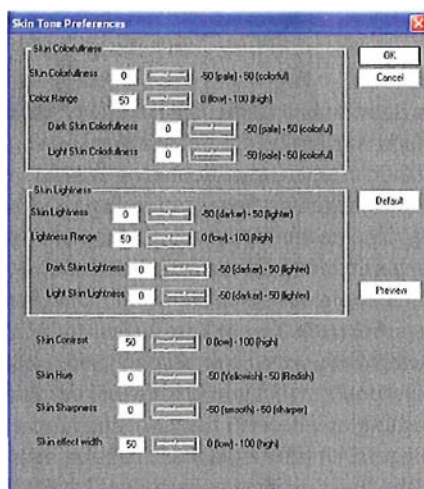 Skin Tone Preferences
Skin Colorfullness
OK
Skin Colorfullness 0 -50 (pale) - 50 (colorful)
Cancel
Color Range 50 0 (low) - 100 (high)
Dark Skin Colorfullness 0 -50 (pale) - 50 (colorful)
Light Skin Colorfullness 0 -50 (pale) - 50 (colorful)
Skin Lightness
Default
Skin Lightness 0 -50 (darker) - 50 (lighter)
Lightness Range 50 0 (low) - 100 (high)
Dark Skin Lightness 0 -50 (darker) - 50 (lighter)
Light Skin Lightness 0 -50 (darker) - 50 (lighter)
Preview
Skin Contrast 50 0 (low) - 100 (high)
Skin Hue 0 -50 (Yellowish) - 50 (Redish)
Skin Sharpness 0 -50 (smooth) - 50 (sharper)
Skin effect width 50 0 (low) - 100 (high)